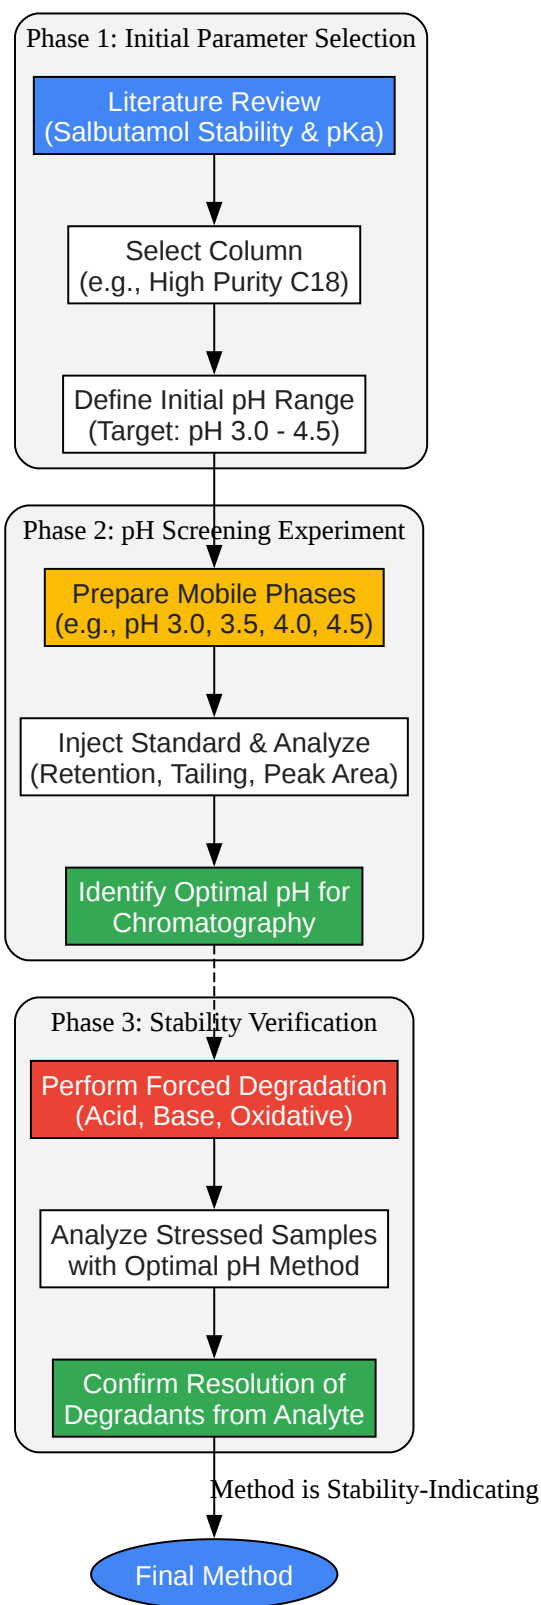 Phase 1: Initial Parameter Selection
Literature Review
(Salbutamol Stability & pKa)
Select Column
(e.g., High Purity C18)
Define Initial pH Range
(Target: pH 3.0 - 4.5)
Phase 2: pH Screening Experiment
Prepare Mobile Phases
(e.g., pH 3.0, 3.5, 4.0, 4.5)
Inject Standard & Analyze
(Retention, Tailing, Peak Area)
Identify Optimal pH for
Chromatography
Phase 3: Stability Verification
Perform Forced Degradation
(Acid, Base, Oxidative)
Analyze Stressed Samples
with Optimal pH Method
Confirm Resolution of
Degradants from Analyte
Method is Stability-Indicating
Final Method